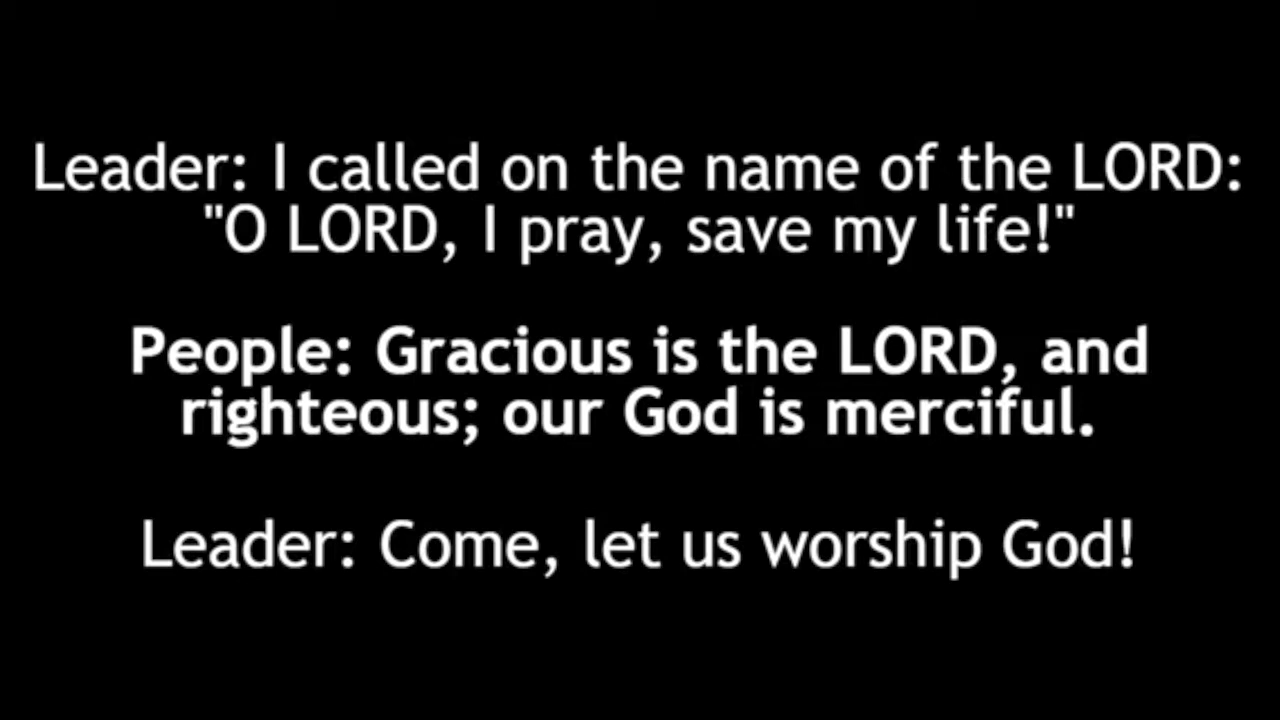 Leader: I called on the name of the LORD:
"O LORD, I pray, save my life!"
People: Gracious is the LORD, and
righteous; our God is merciful.
Leader: Come, let us worship God!